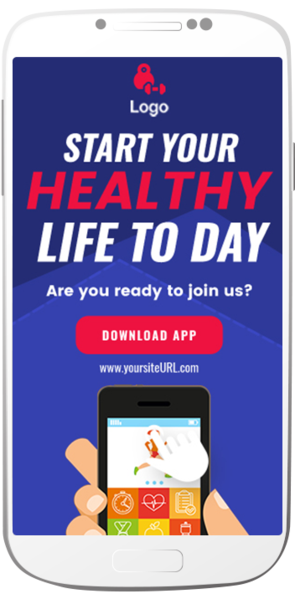 Logo
START YOUR
HEALTHY
LIFE TO DAY
Are you ready to join us?
DOWNLOAD APP
www.yoursiteURL.com